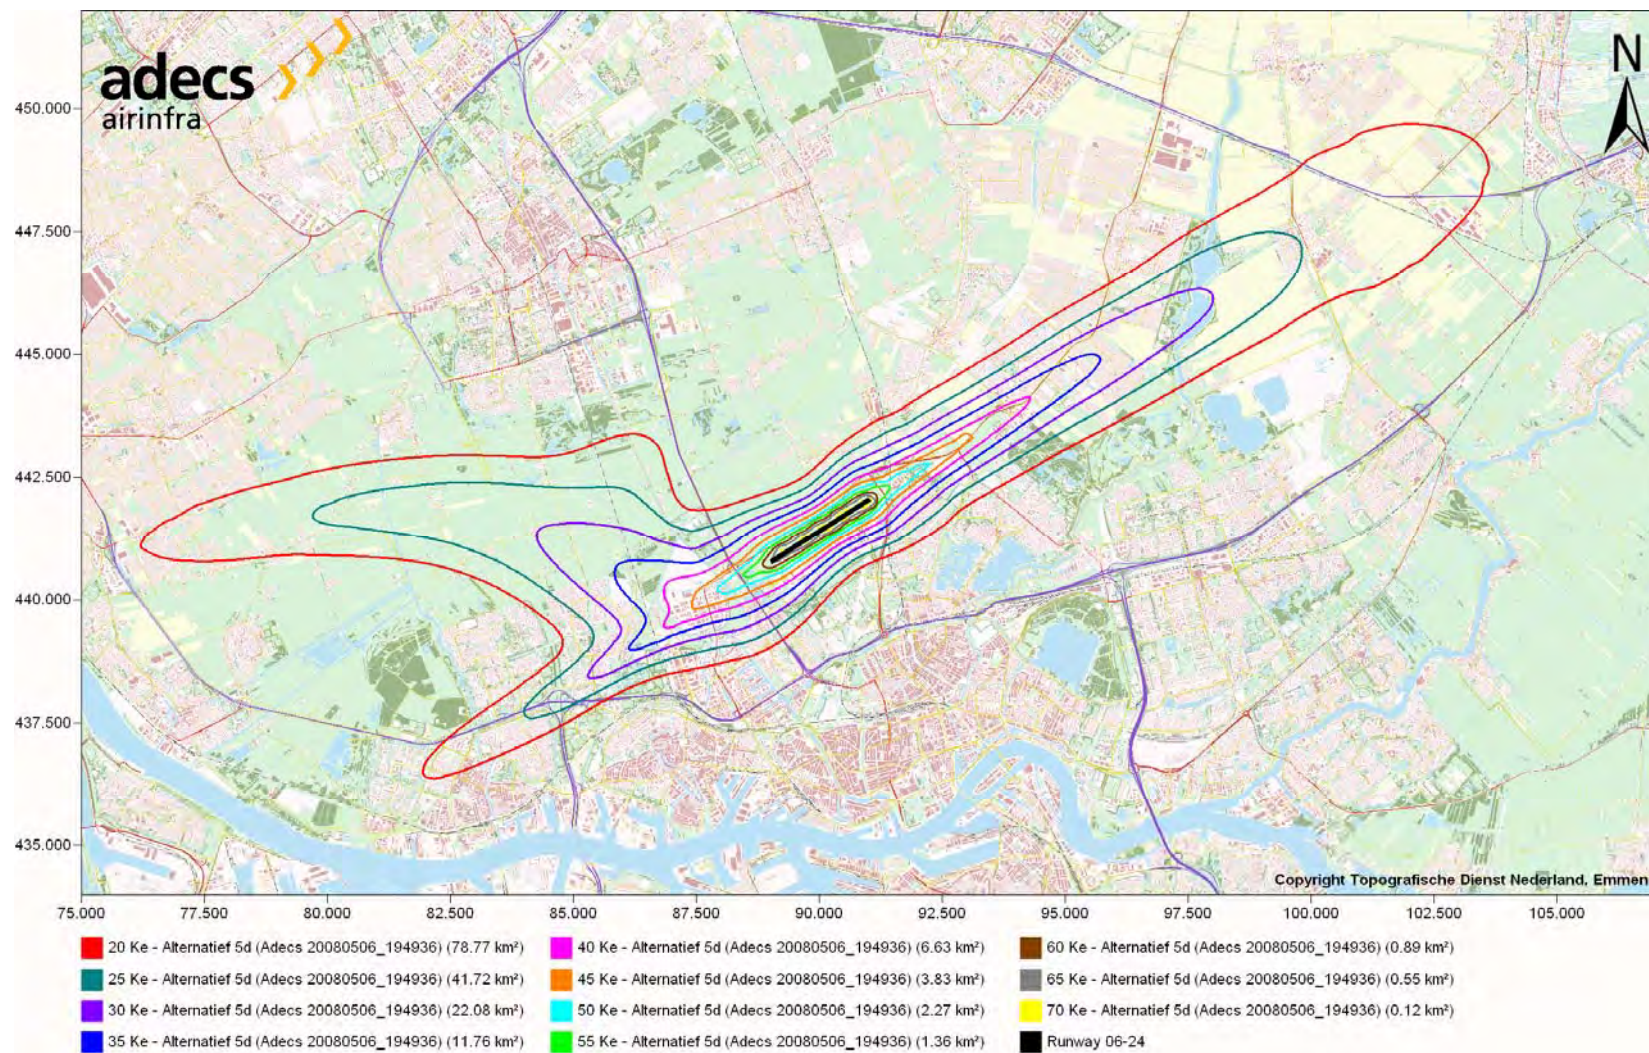 adecs
airinfra
N
450.000
447.500
445.000
442.500
440.000
437.500
435.000
Copyright Topografische Dienst Nederland, Emmen
75.000 77.500 80.000 82.500 85.000 87.500 90.000 92.500 95.000 97.500 100.000 102.500 105.000
20 Ke - Alternatief 5d (Adecs 20080506_194936) (78.77 km²) 40 Ke - Alternatief 5d (Adecs 20080506_194936) (6.63 km²) 60 Ke - Alternatief 5d (Adecs 20080506_194936) (0.89 km²)
25 Ke - Alternatief 5d (Adecs 20080506_194936) (41.72 km²) 45 Ke - Alternatief 5d (Adecs 20080506_194936) (3.83 km²) 65 Ke - Alternatief 5d (Adecs 20080506_194936) (0.55 km²)
30 Ke - Alternatief 5d (Adecs 20080506_194936) (22.08 km²) 50 Ke - Alternatief 5d (Adecs 20080506_194936) (2.27 km²) 70 Ke - Alternatief 5d (Adecs 20080506_194936) (0.12 km²)
35 Ke - Alternatief 5d (Adecs 20080506_194936) (11.76 km²) 55 Ke - Alternatief 5d (Adecs 20080506_194936) (1.36 km²) Runway 06-24